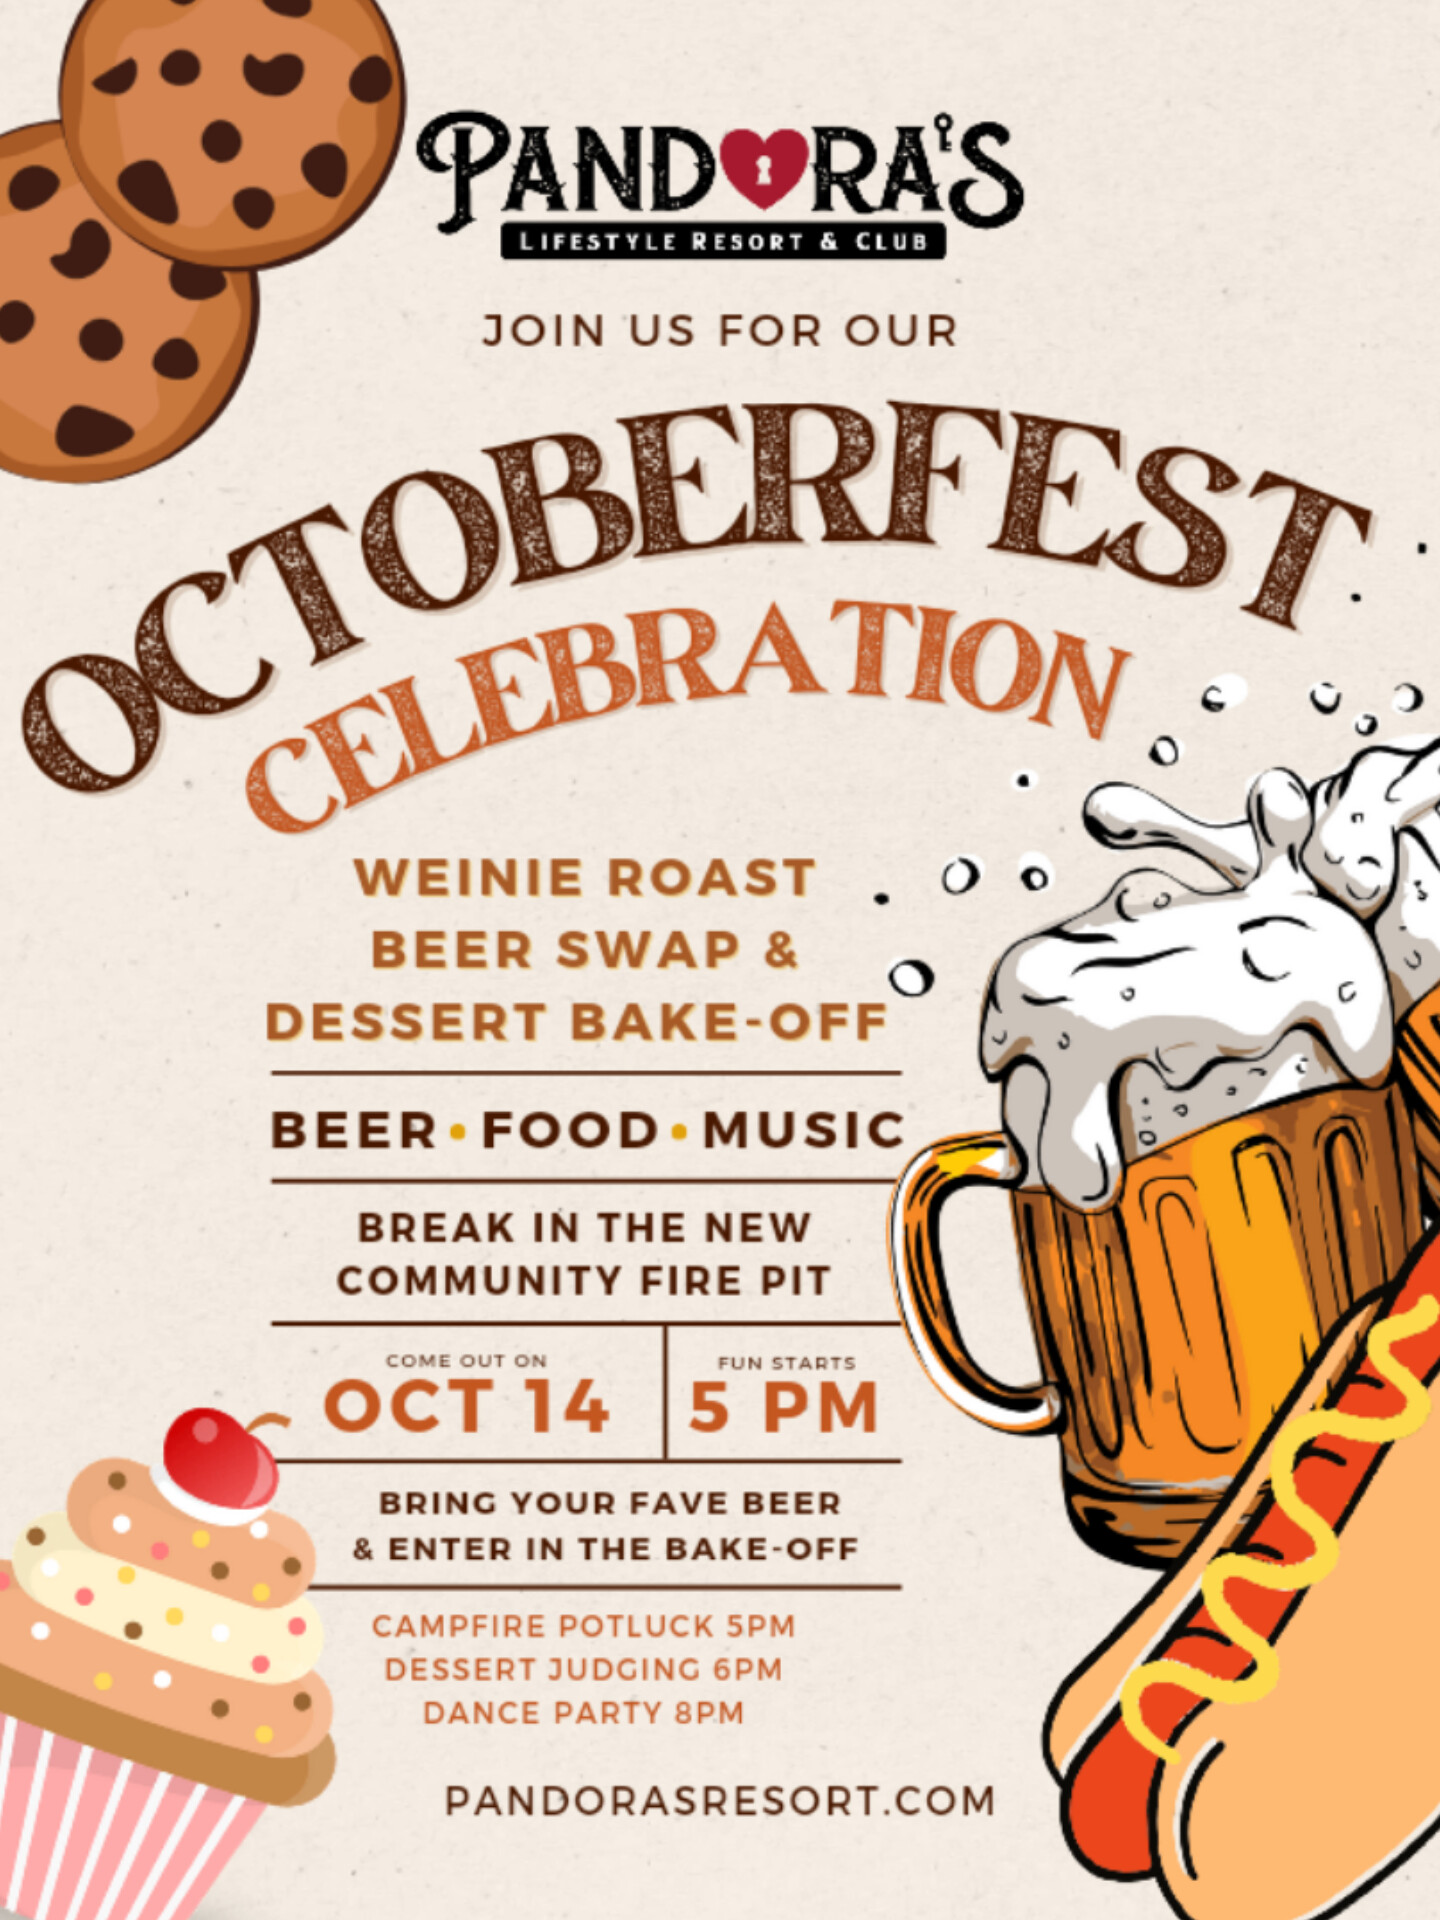 PANDORA'S
LIFESTYLE RESORT & CLUB
JOIN US FOR OUR
OCTOBERFEST
CELEBRATION
WEINIE ROAST
BEER SWAP &
DESSERT BAKE-OFF
BEER • FOOD • MUSIC
BREAK IN THE NEW
COMMUNITY FIRE PIT
COME OUT ON
OCT 14
FUN STARTS
5 PM
BRING YOUR FAVE BEER
& ENTER IN THE BAKE-OFF
CAMPFIRE POTLUCK 5PM
DESSERT JUDGING 6PM
DANCE PARTY 8PM
PANDORASRESORT.COM